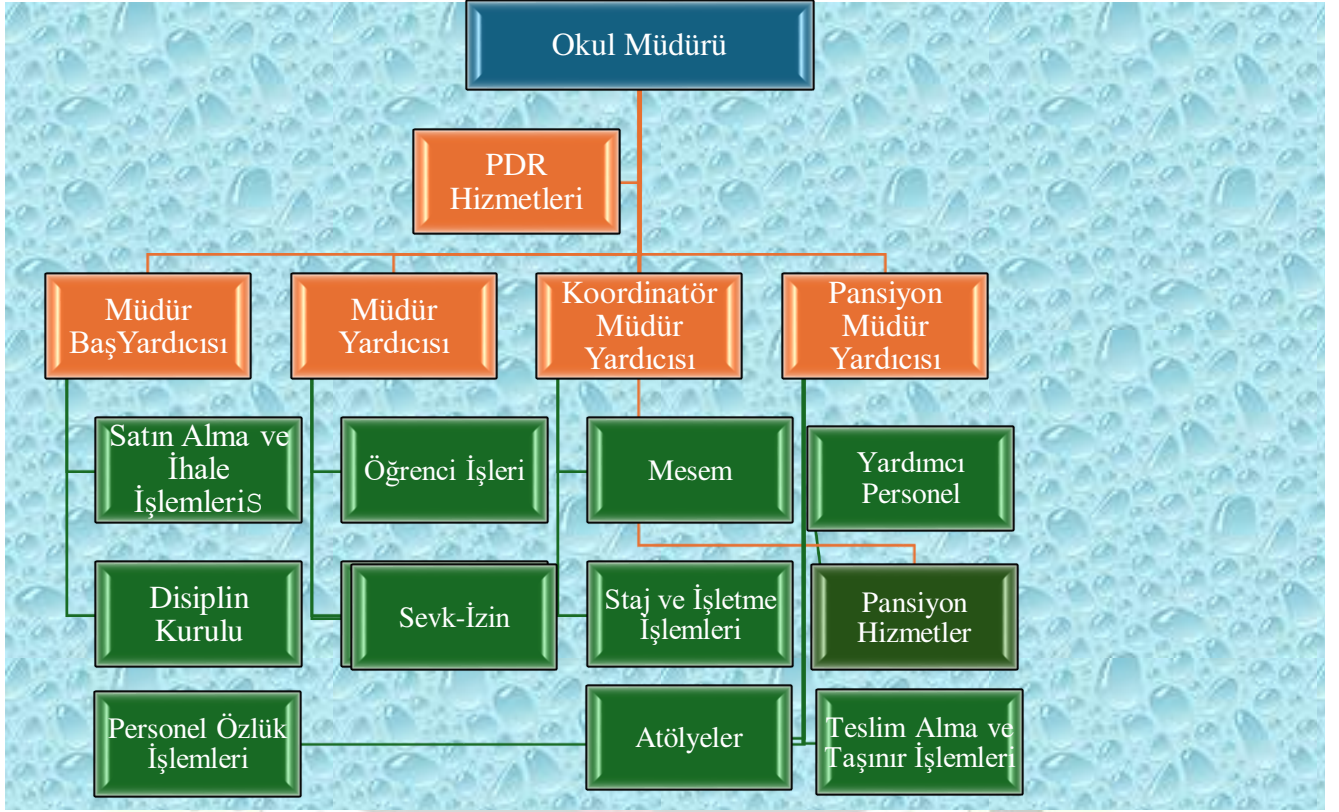 Okul Müdürü
PDR
Hizmetleri
Müdür
BaşYardıcısı
Müdür
Yardıcısı
Koordinatör
Müdür
Yardıcısı
Pansiyon
Müdür
Yardıcısı
Satın Alma ve
İhale
İşlemleriS
Öğrenci İşleri
Mesem
Yardımcı
Personel
Disiplin
Kurulu
Sevk-İzin
Staj ve İşletme
İşlemleri
Pansiyon
Hizmetler
Personel Özlük
İşlemleri
Atölyeler
Teslim Alma ve
Taşınır İşlemleri